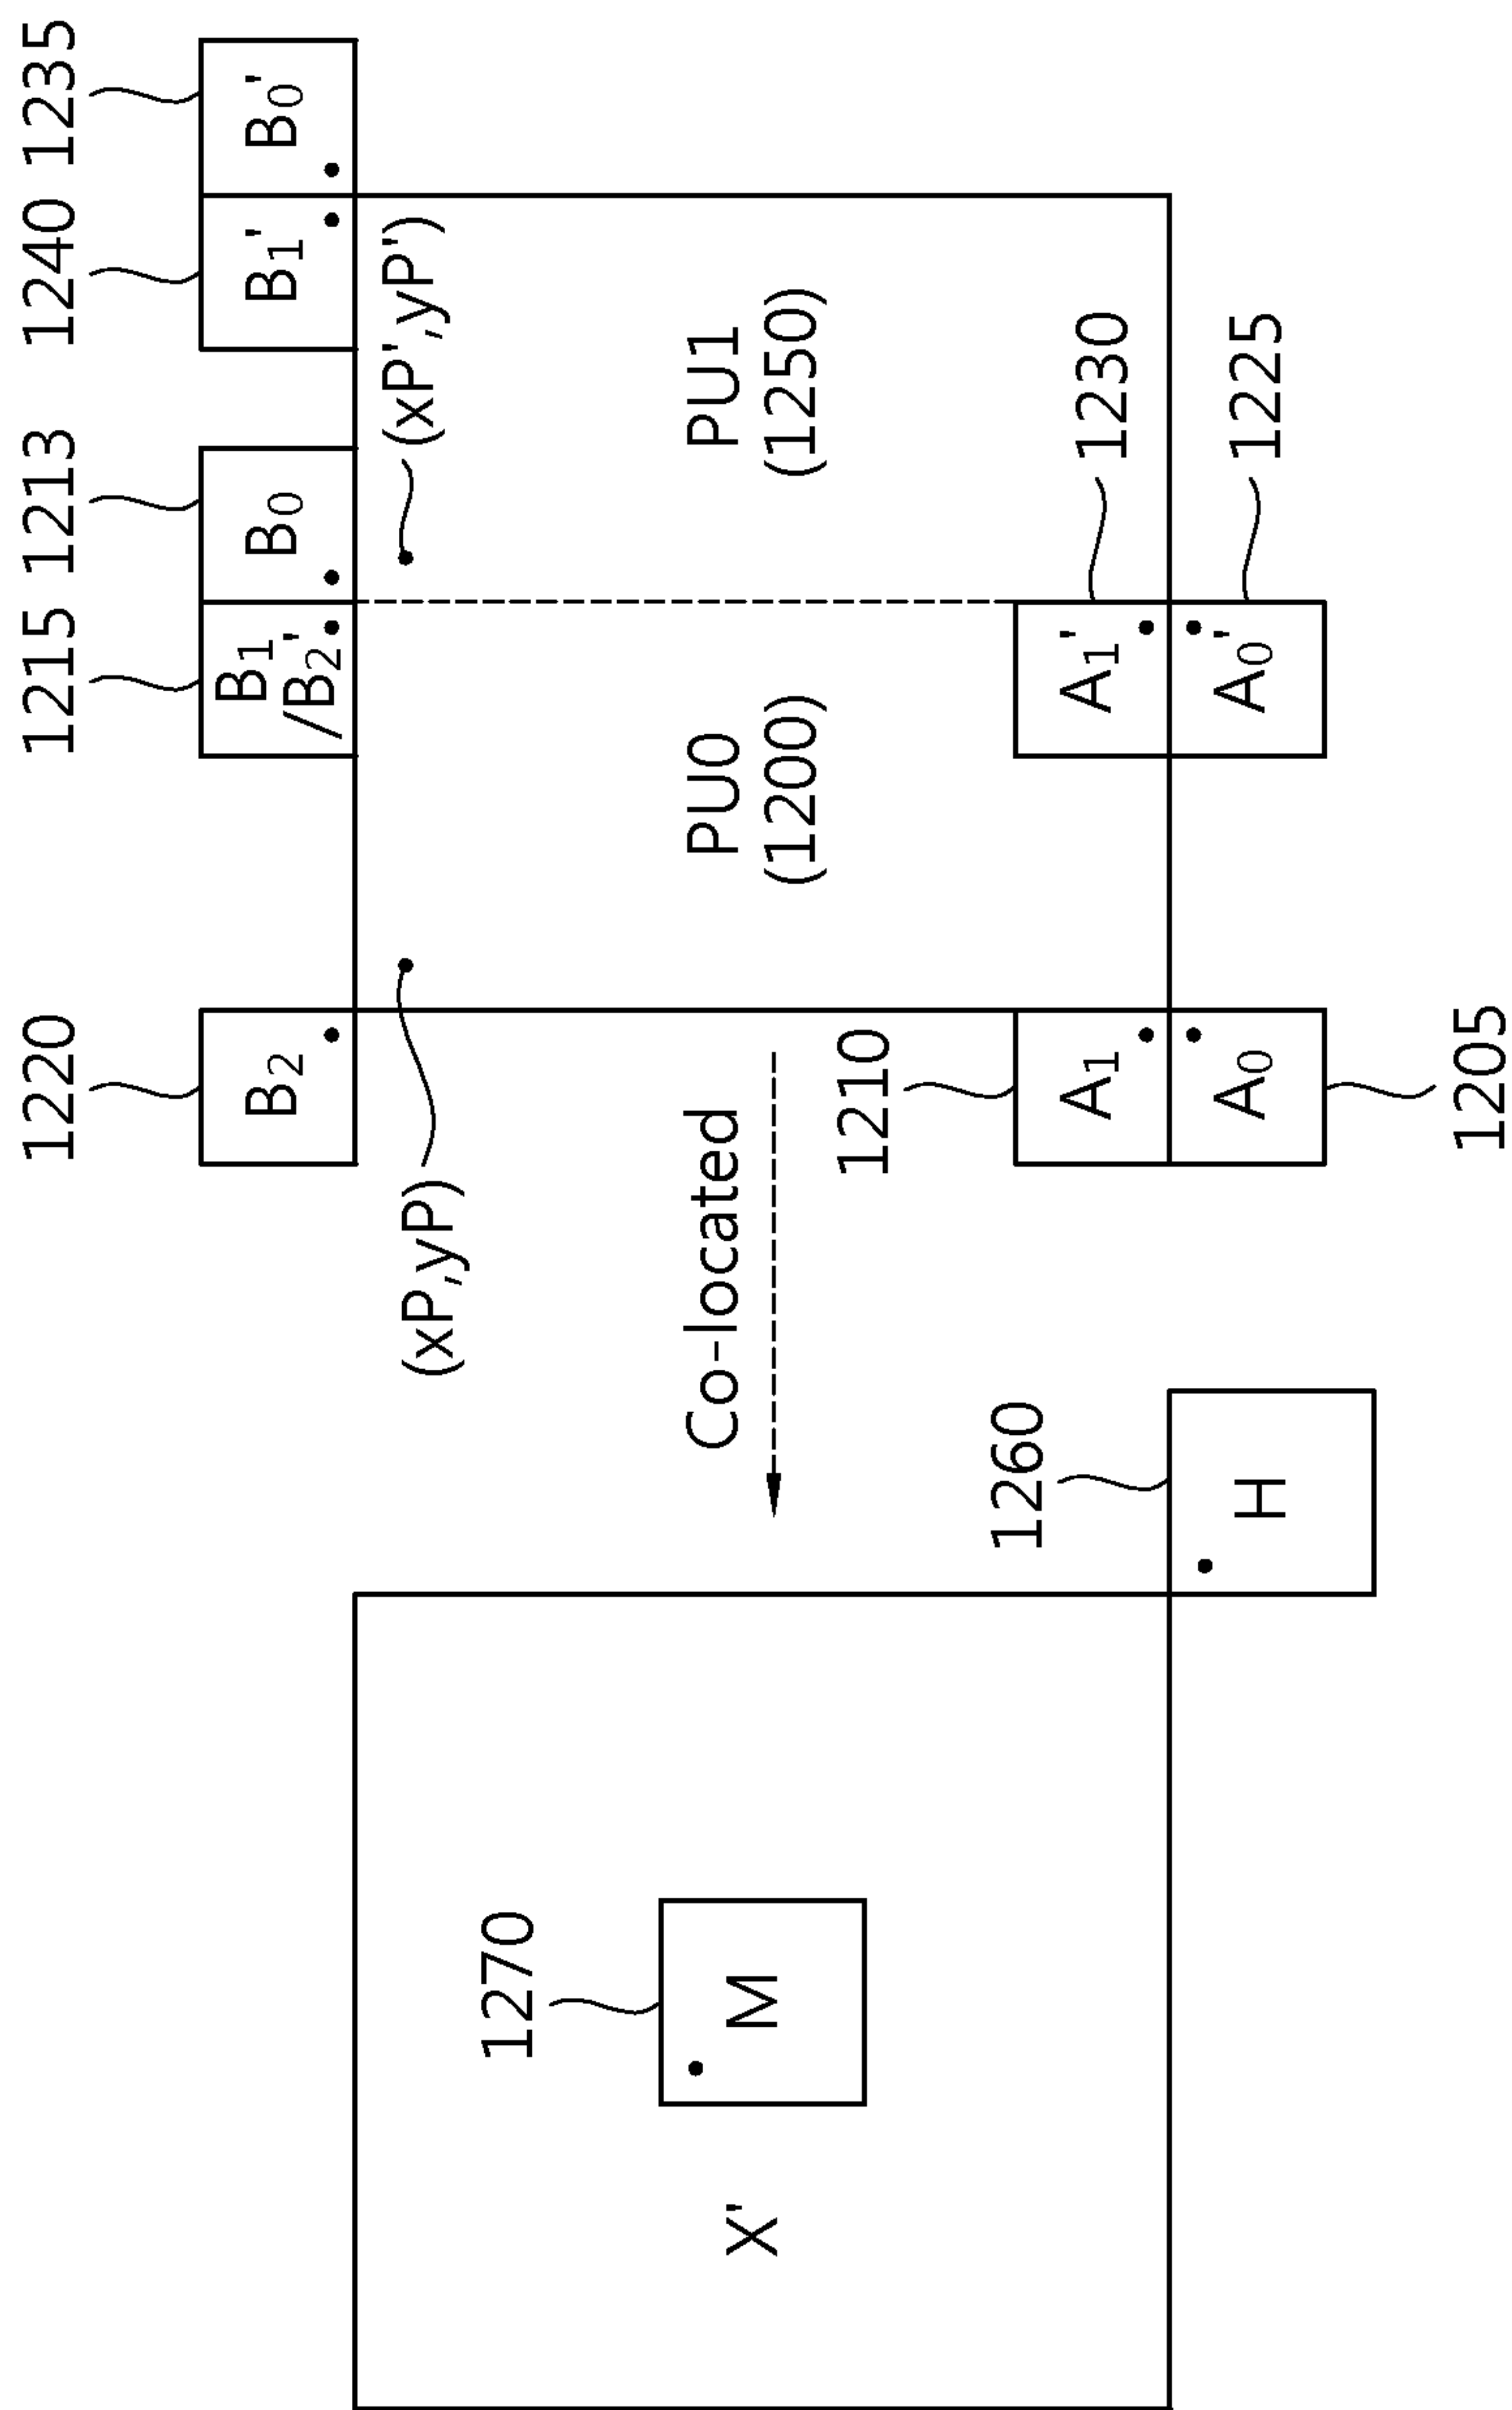 1220
1215
1213
1240
1235
B₂
B₁
/B₂'
B₀
B₁'
B₀'
(xP,yP)
(xP',yP')
1270
M
X'
Co-located
PU0
(1200)
PU1
(1250)
1210
1260
H
A₁
A₁'
1230
A₀
A₀'
1225
1205